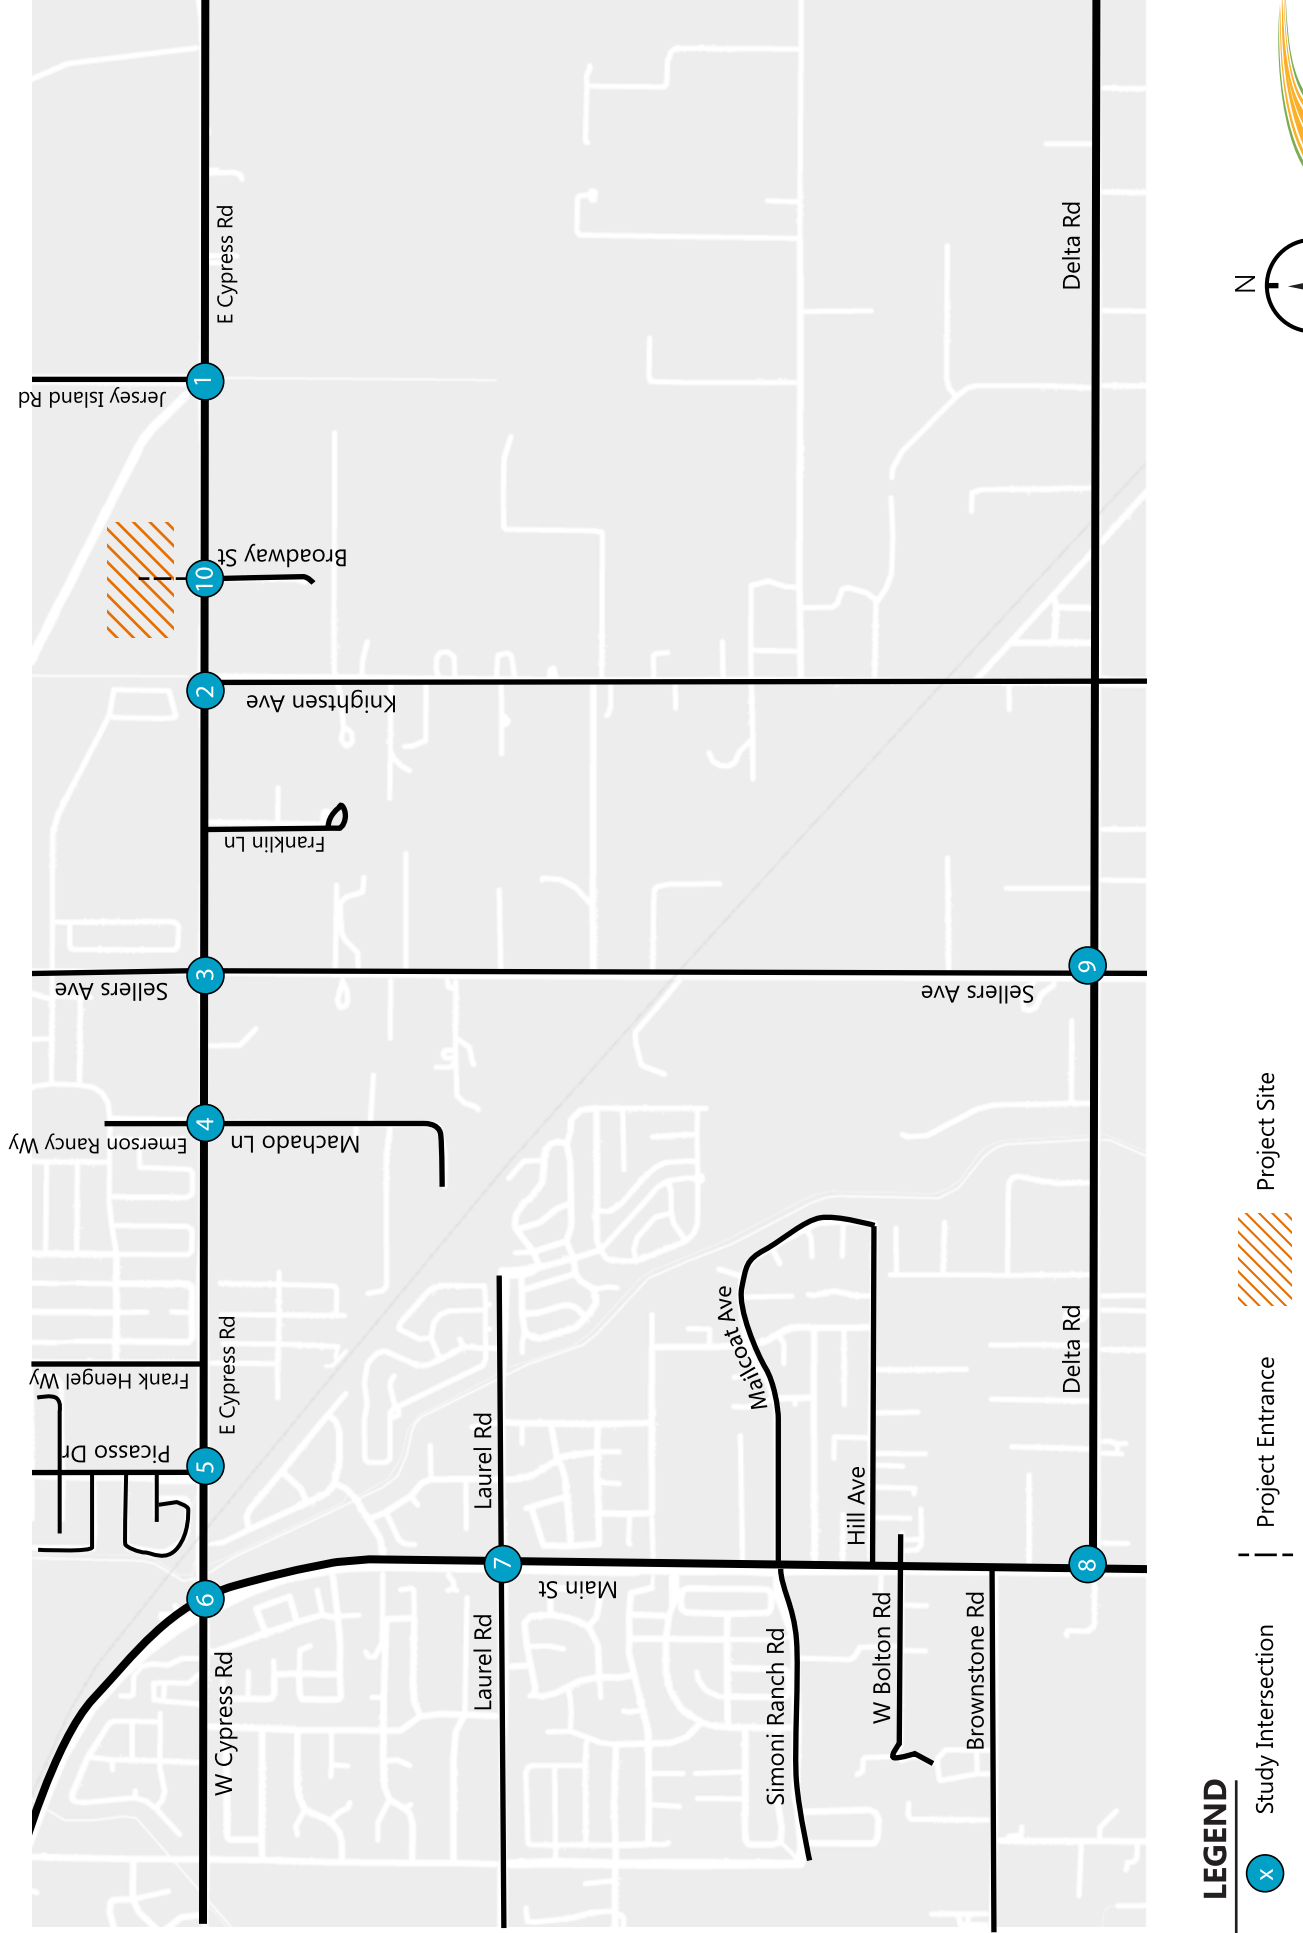 E Cypress Rd
Delta Rd
N
Jersey Island Rd
1
Broadway St
10
2
Knightsen Ave
Franklin Ln
3
Sellers Ave
Sellers Ave
9
4
Emerson Rancy Wy
Machado Ln
Frank Hengel Wy
E Cypress Rd
Picasso Dr
5
Laurel Rd
Mailcoat Ave
Hill Ave
Delta Rd
6
7
Main St
8
W Cypress Rd
Laurel Rd
Simoni Ranch Rd
W Bolton Rd
Brownstone Rd
LEGEND
x
Study Intersection
Project Entrance
Project Site